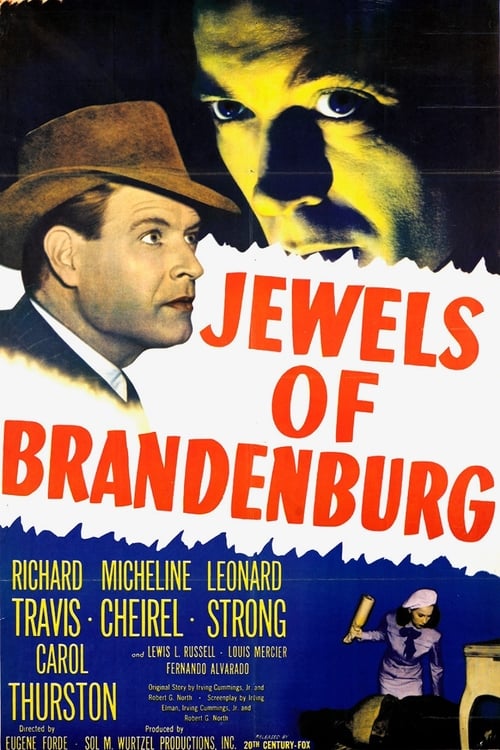 JEWELS
OF
BRANDENBURG
RICHARD MICHELINE LEONARD
TRAVIS · CHEIREL · STRONG
CAROL and LEWIS L. RUSSELL · LOUIS MERCIER
THURSTON FERNANDO ALVARADO
Original Story by Irving Cummings, Jr. and
Robert G. North · Screenplay by Irving
Elman, Irving Cummings, Jr. and
Robert G. North
Directed by Produced by
EUGENE FORDE · SOL M. WURTZEL PRODUCTIONS, INC.
RELEASED BY
20TH CENTURY-FOX